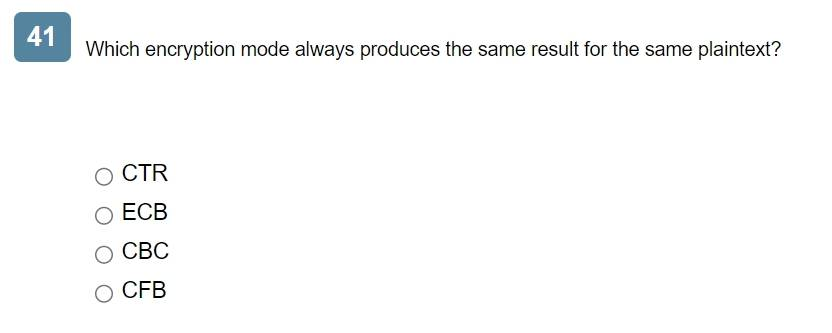 41
Which encryption mode always produces the same result for the same plaintext?
CTR
ECB
CBC
CFB